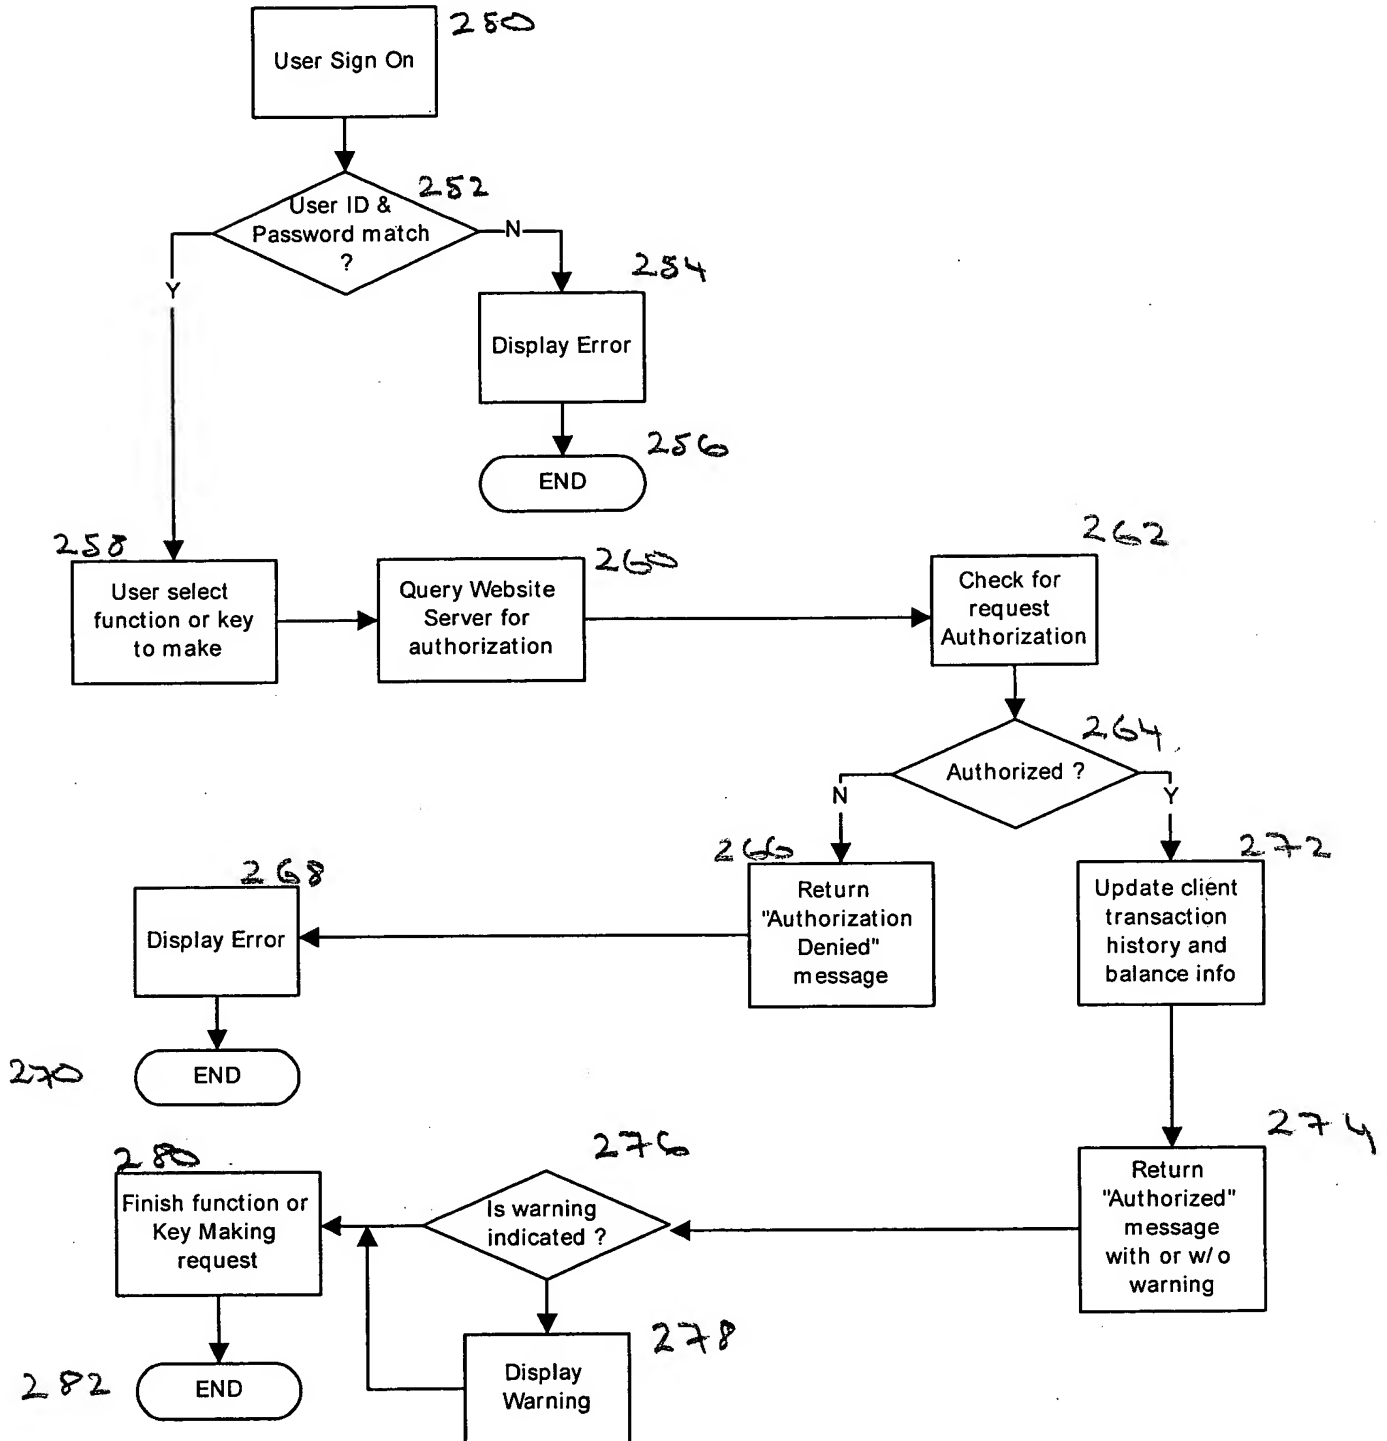 250
User Sign On
252
User ID &
Password match
?
N
Y
254
Display Error
256
END
258
User select
function or key
to make
260
Query Website
Server for
authorization
262
Check for
request
Authorization
264
Authorized ?
N
Y
266
Return
"Authorization
Denied"
message
268
Display Error
270
END
272
Update client
transaction
history and
balance info
274
Return
"Authorized"
message
with or w/o
warning
276
Is warning
indicated ?
278
Display
Warning
280
Finish function or
Key Making
request
282
END